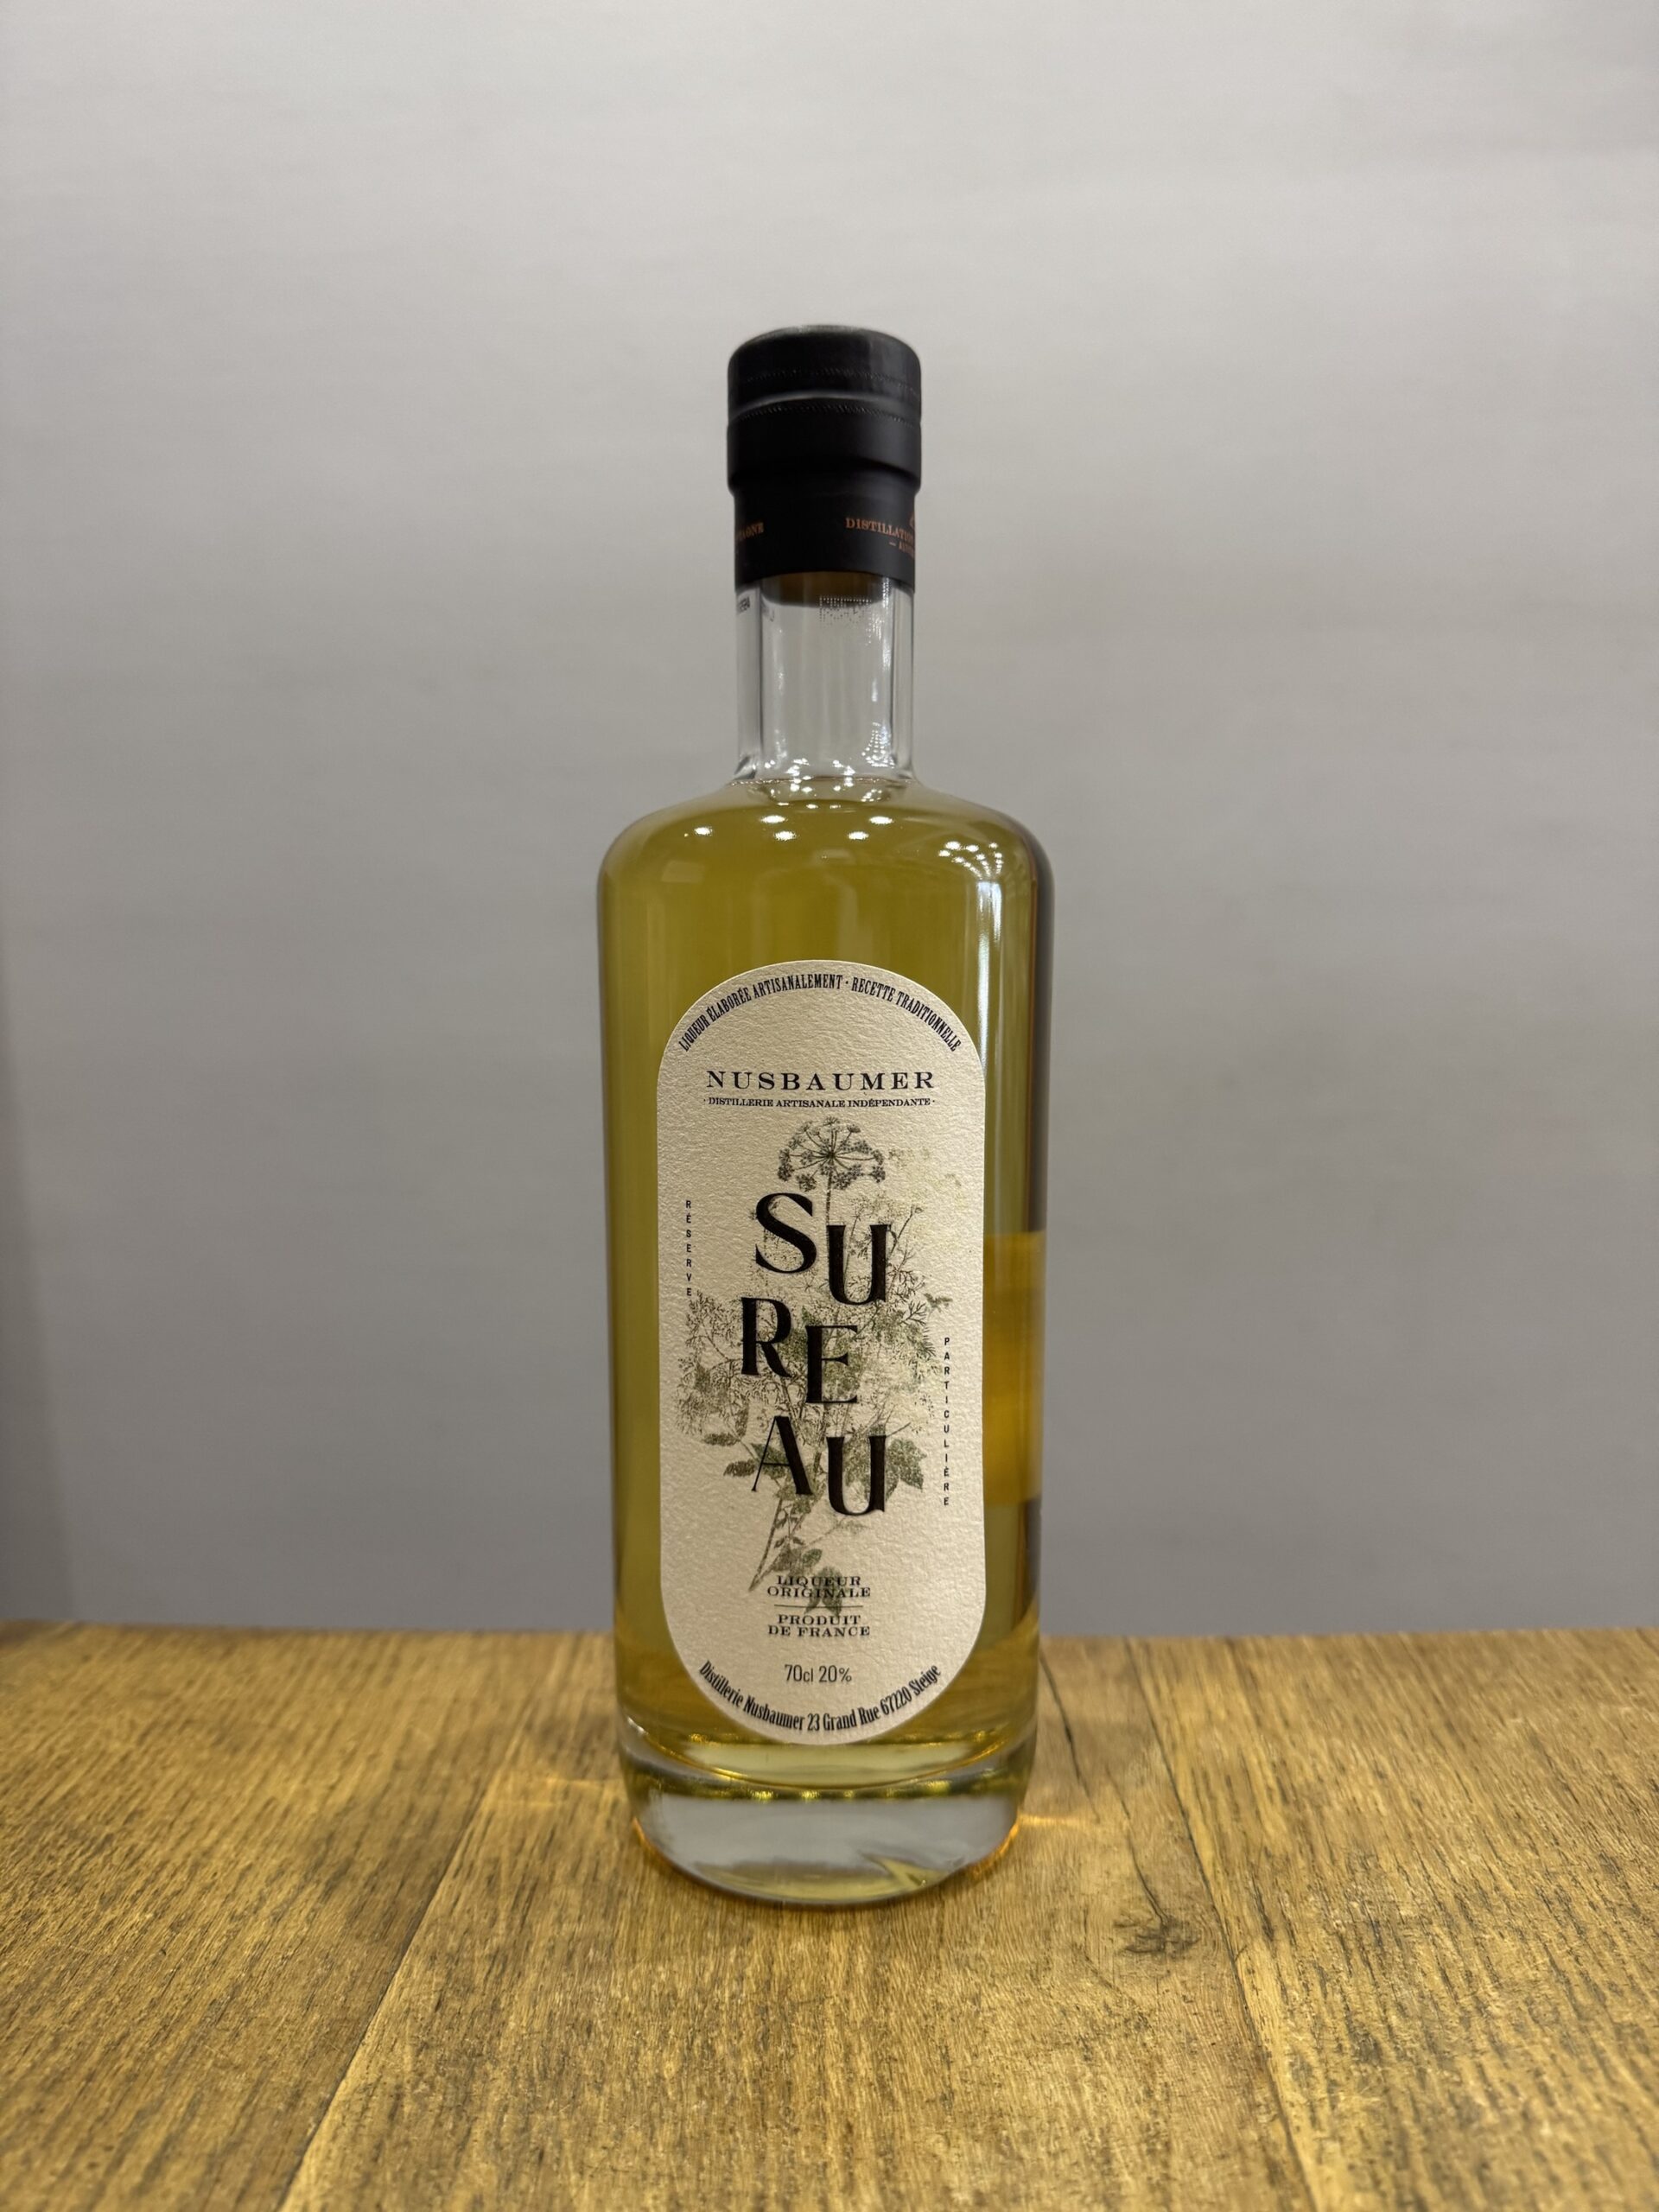 DISTILLAT
LIQUEUR ÉLABORÉE ARTISANALEMENT · RECETTE TRADITIONNELLE
NUSBAUMER
· DISTILLERIE ARTISANALE INDÉPENDANTE ·
RÉSERVE
SU
RE
AU
PARTICULIÈRE
LIQUEUR
ORIGINALE
PRODUIT
DE FRANCE
70cl 20%
Distillerie Nusbaumer 23 Grand Rue 67220 Steige